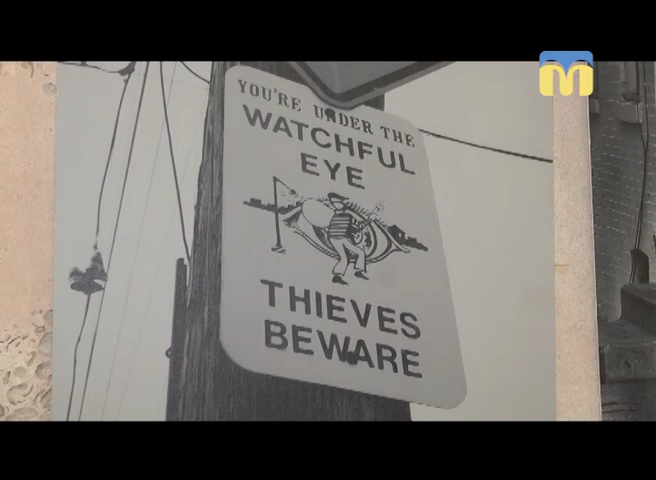 YOU'RE UNDER THE
WATCHFUL
EYE
THIEVES
BEWARE
m